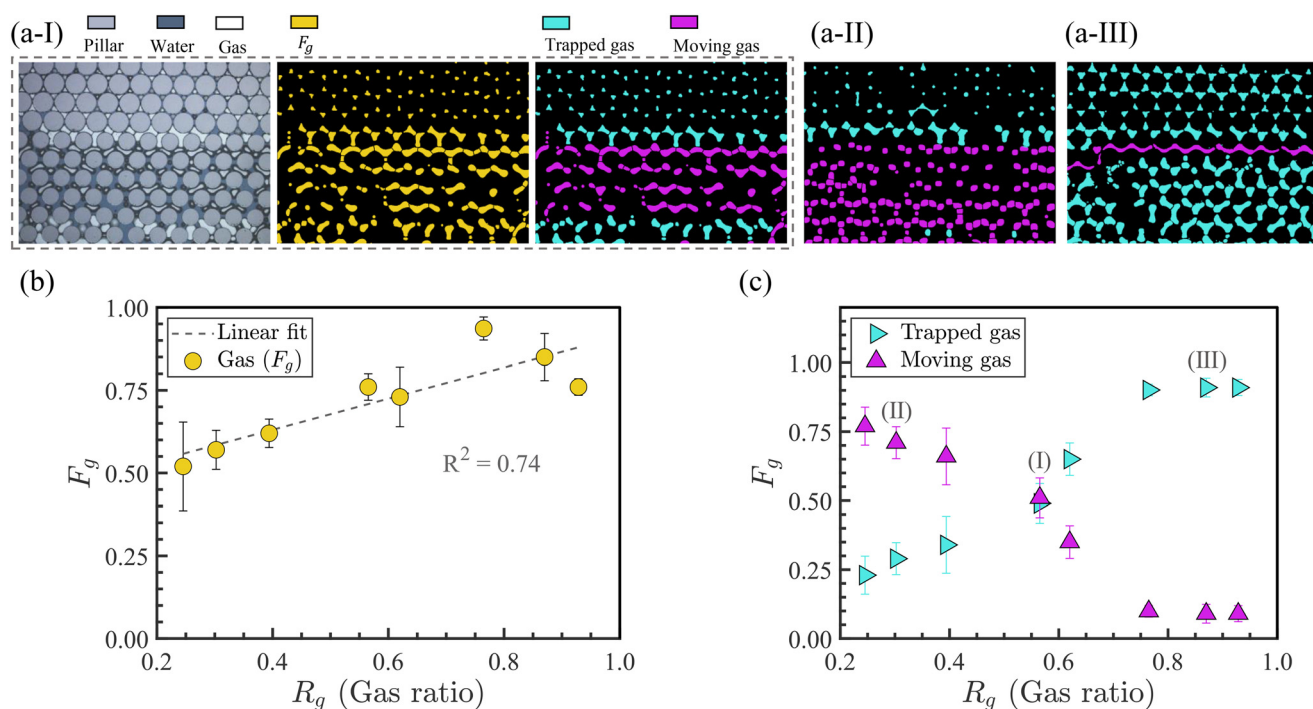 (a-I)
Pillar
Water
Gas
F_g
Trapped gas
Moving gas
(a-II)
(a-III)
(b)
1.00
0.75
0.50
0.25
0.00
F_g
Linear fit
Gas (F_g)
R² = 0.74
0.2 0.4 0.6 0.8 1.0
R_g (Gas ratio)
(c)
1.00
0.75
0.50
0.25
0.00
F_g
Trapped gas
Moving gas
(II)
(I)
(III)
0.2 0.4 0.6 0.8 1.0
R_g (Gas ratio)